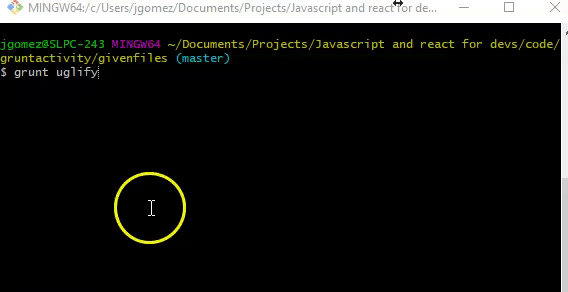 MINGW64:/c/Users/jgomez/Documents/Projects/Javascript and react for de...
jgomez@SLPC-243 MINGW64 ~/Documents/Projects/Javascript and react for devs/code/
gruntactivity/givenfiles (master)
$ grunt uglify